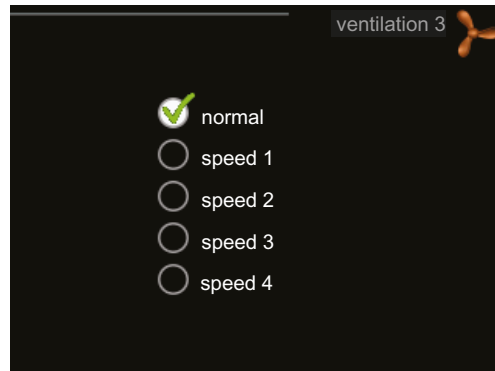 ventilation 3
normal
speed 1
speed 2
speed 3
speed 4